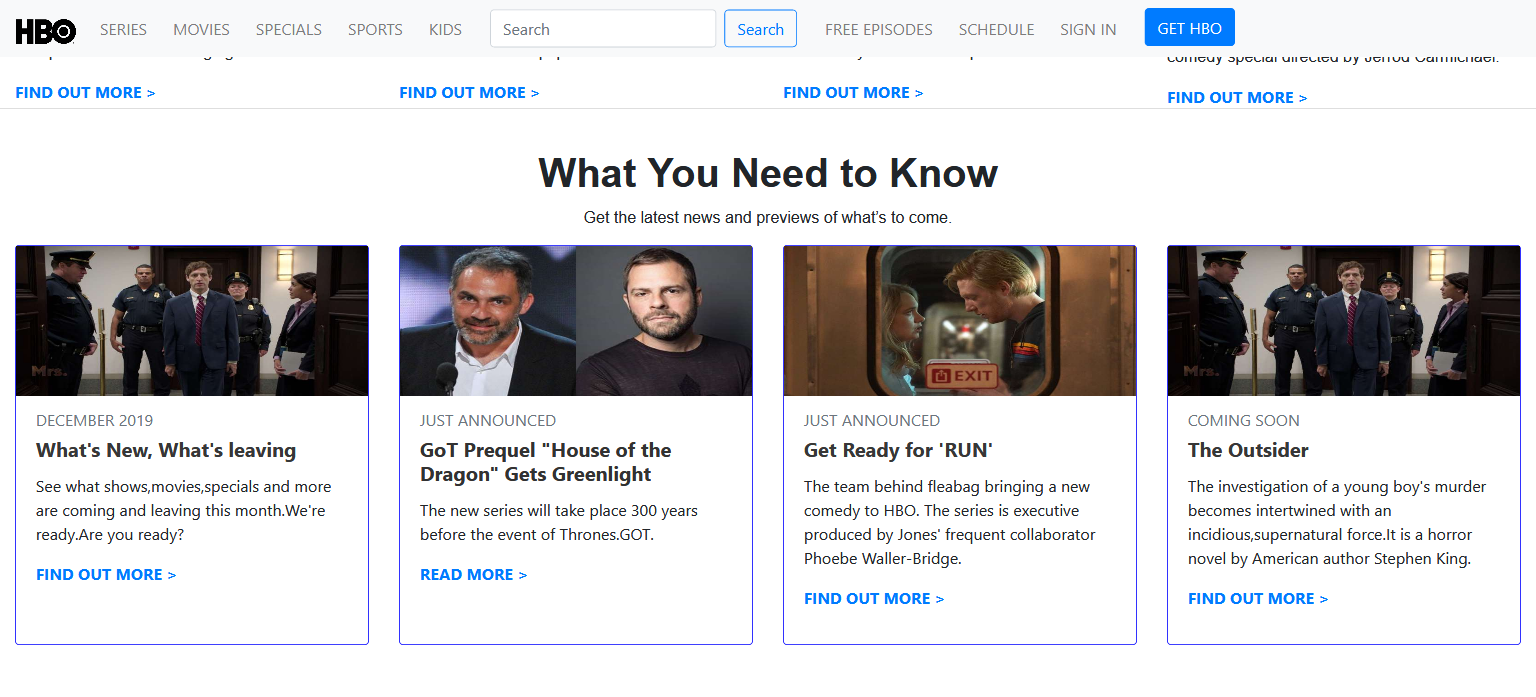 HBO SERIES MOVIES SPECIALS SPORTS KIDS Search Search FREE EPISODES SCHEDULE SIGN IN GET HBO
comedy special directed by Jerrod Carmichael.
FIND OUT MORE > FIND OUT MORE > FIND OUT MORE > FIND OUT MORE >
What You Need to Know
Get the latest news and previews of what's to come.
Mrs.
DECEMBER 2019
What's New, What's leaving
See what shows,movies,specials and more
are coming and leaving this month.We're
ready.Are you ready?
FIND OUT MORE >
JUST ANNOUNCED
GoT Prequel "House of the
Dragon" Gets Greenlight
The new series will take place 300 years
before the event of Thrones.GOT.
READ MORE >
EXIT
JUST ANNOUNCED
Get Ready for 'RUN'
The team behind fleabag bringing a new
comedy to HBO. The series is executive
produced by Jones' frequent collaborator
Phoebe Waller-Bridge.
FIND OUT MORE >
Mrs.
COMING SOON
The Outsider
The investigation of a young boy's murder
becomes intertwined with an
incidious,supernatural force.It is a horror
novel by American author Stephen King.
FIND OUT MORE >